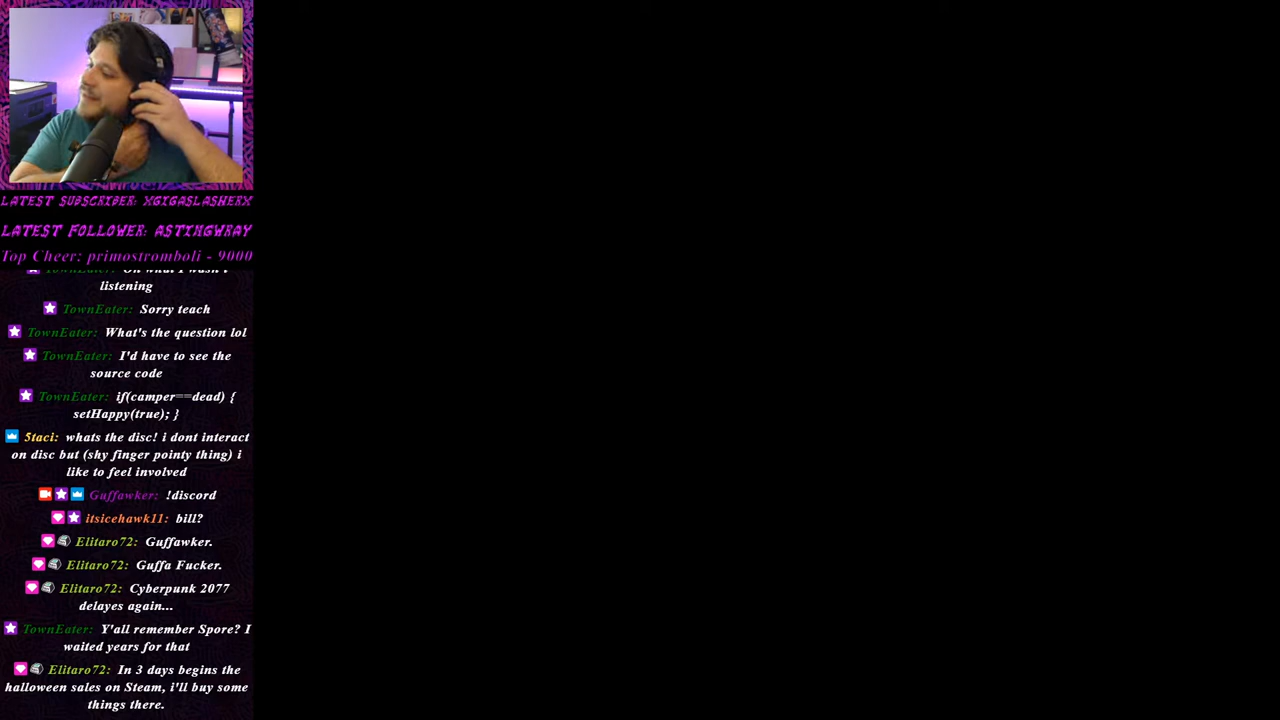 LATEST SUBSCRIBER: XGIGASLASHERX
LATEST FOLLOWER: ASTINGWRAY
Top Cheer: primostromboli - 9000
listening
TownEater: Sorry teach
TownEater: What's the question lol
TownEater: I'd have to see the
source code
TownEater: if(camper==dead) {
setHappy(true); }
5taci: whats the disc! i dont interact
on disc but (shy finger pointy thing) i
like to feel involved
Guffawker: !discord
itsicehawk11: bill?
Elitaro72: Guffawker.
Elitaro72: Guffa Fucker.
Elitaro72: Cyberpunk 2077
delayes again...
TownEater: Y'all remember Spore? I
waited years for that
Elitaro72: In 3 days begins the
halloween sales on Steam, i'll buy some
things there.